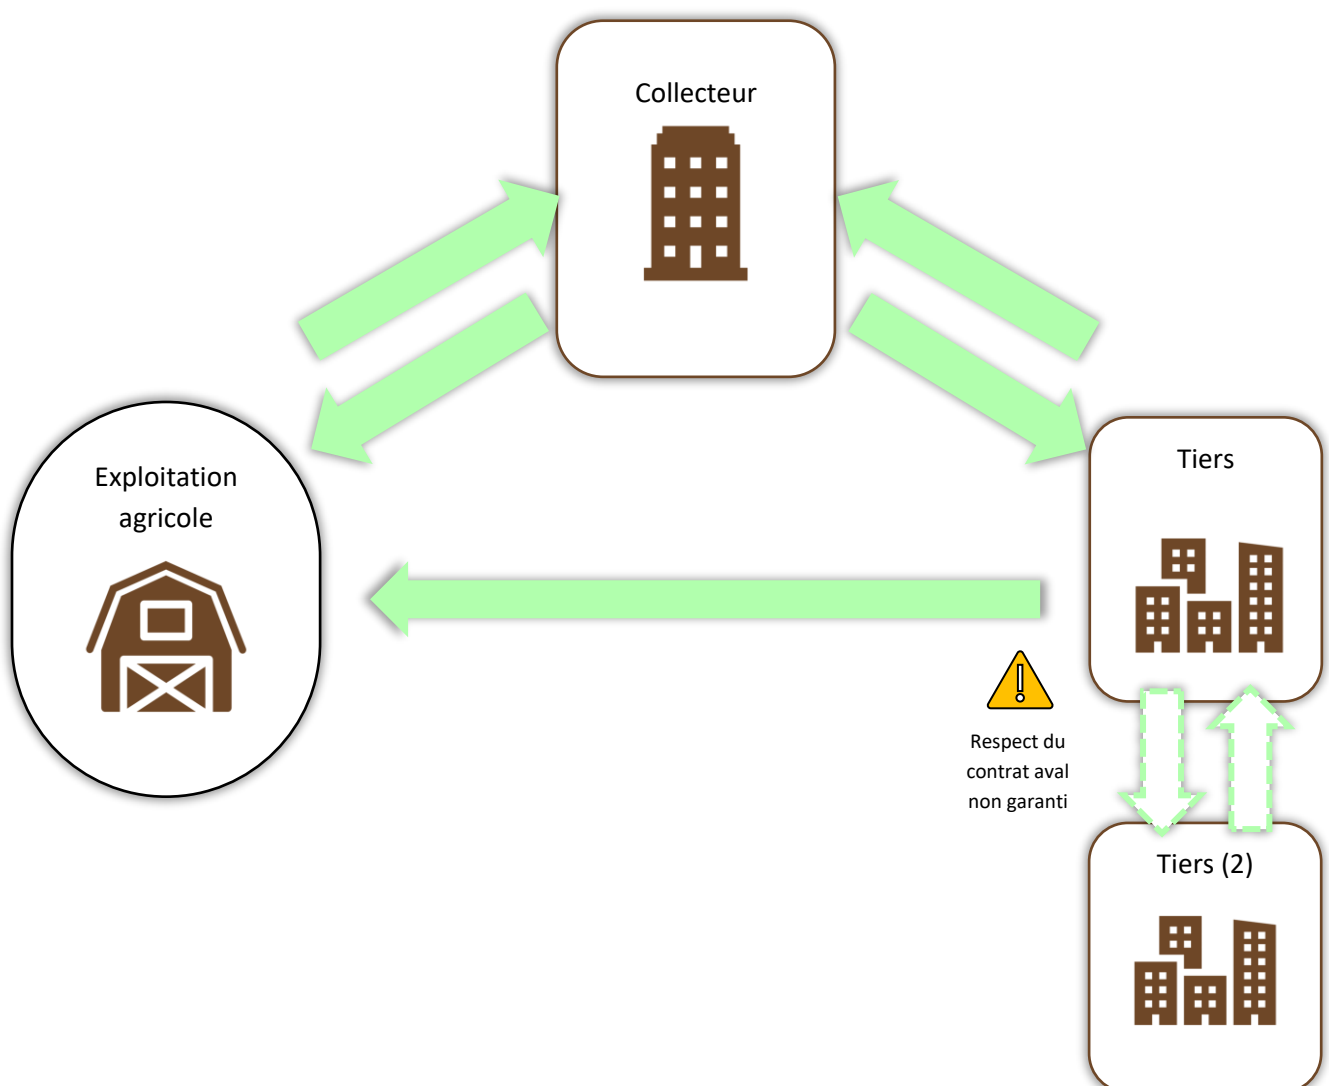 Collecteur
Exploitation
agricole
Tiers
Respect du
contrat aval
non garanti
Tiers (2)